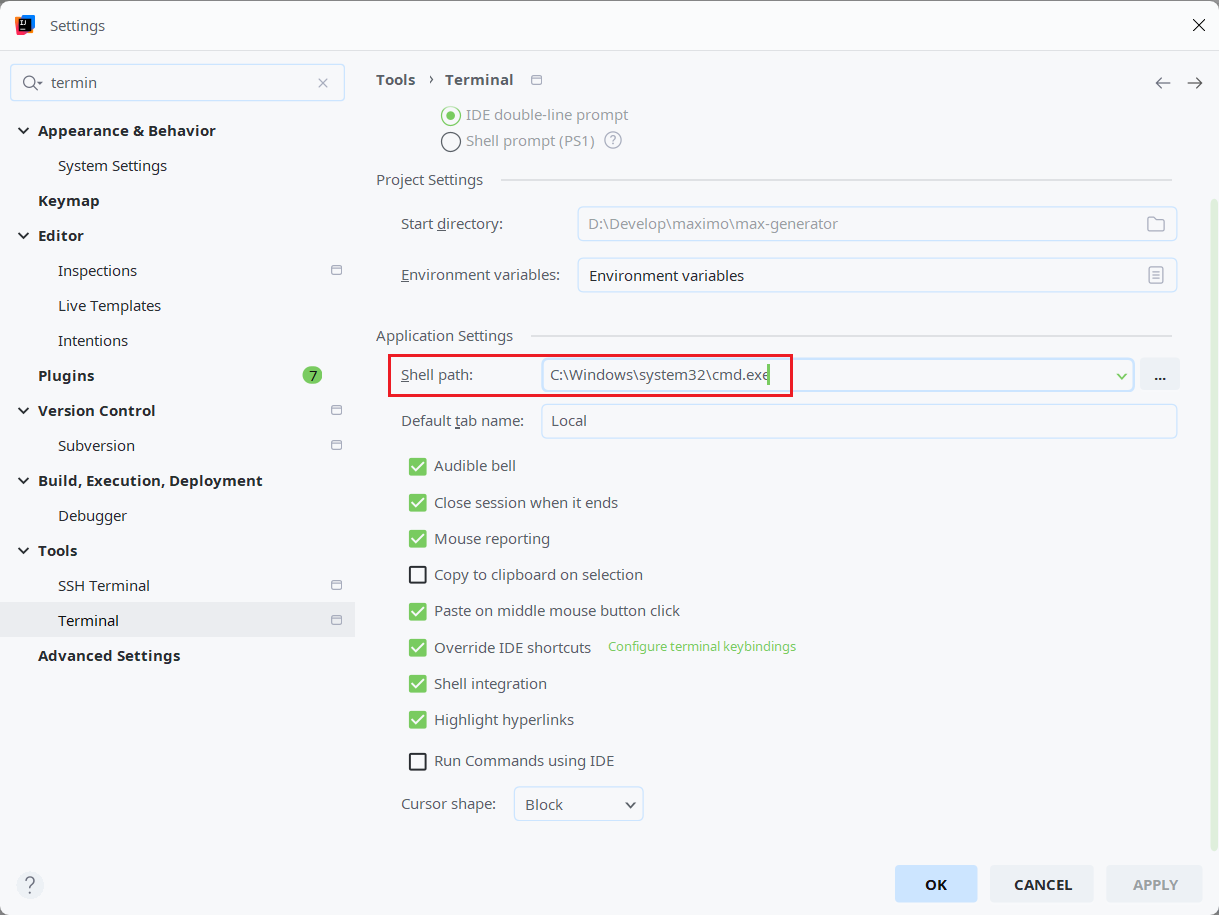 Settings
termin
Appearance & Behavior
System Settings
Keymap
Editor
Inspections
Live Templates
Intentions
Plugins 7
Version Control
Subversion
Build, Execution, Deployment
Debugger
Tools
SSH Terminal
Terminal
Advanced Settings
?
Tools › Terminal
IDE double-line prompt
Shell prompt (PS1) ?
Project Settings
Start directory: D:\Develop\maximo\max-generator
Environment variables: Environment variables
Application Settings
Shell path: C:\Windows\system32\cmd.exe ...
Default tab name: Local
Audible bell
Close session when it ends
Mouse reporting
Copy to clipboard on selection
Paste on middle mouse button click
Override IDE shortcuts Configure terminal keybindings
Shell integration
Highlight hyperlinks
Run Commands using IDE
Cursor shape: Block
OK CANCEL APPLY